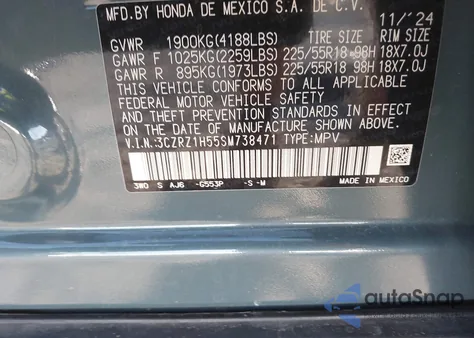 MFD.BY HONDA DE MEXICO S.A. DE C.V. 11/'24
GVWR 1900KG(4188LBS) TIRE SIZE RIM SIZE
GAWR F 1025KG(2259LBS) 225/55R18 98H 18X7.0J
GAWR R 895KG(1973LBS) 225/55R18 98H 18X7.0J
THIS VEHICLE CONFORMS TO ALL APPLICABLE
FEDERAL MOTOR VEHICLE SAFETY
AND THEFT PREVENTION STANDARDS IN EFFECT
ON THE DATE OF MANUFACTURE SHOWN ABOVE.
V.I.N.:3CZRZ1H55SM738471 TYPE:MPV
3W0 S AJ6 -G553P -S -M MADE IN MEXICO
autoSnap